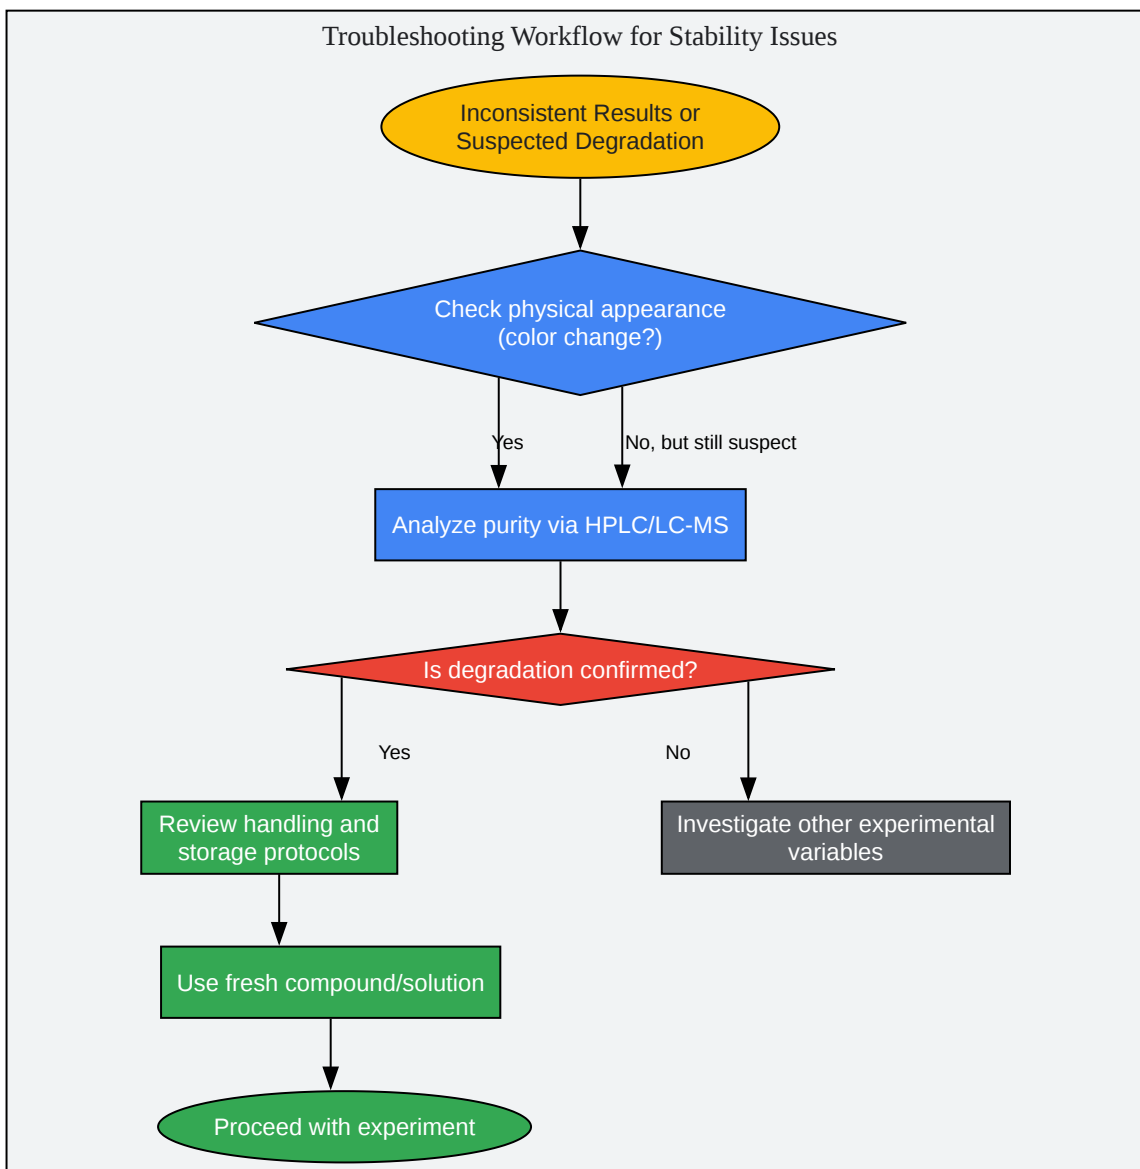 Troubleshooting Workflow for Stability Issues
Inconsistent Results or
Suspected Degradation
Check physical appearance
(color change?)
Yes
No, but still suspect
Analyze purity via HPLC/LC-MS
Is degradation confirmed?
Yes
No
Review handling and
storage protocols
Investigate other experimental
variables
Use fresh compound/solution
Proceed with experiment